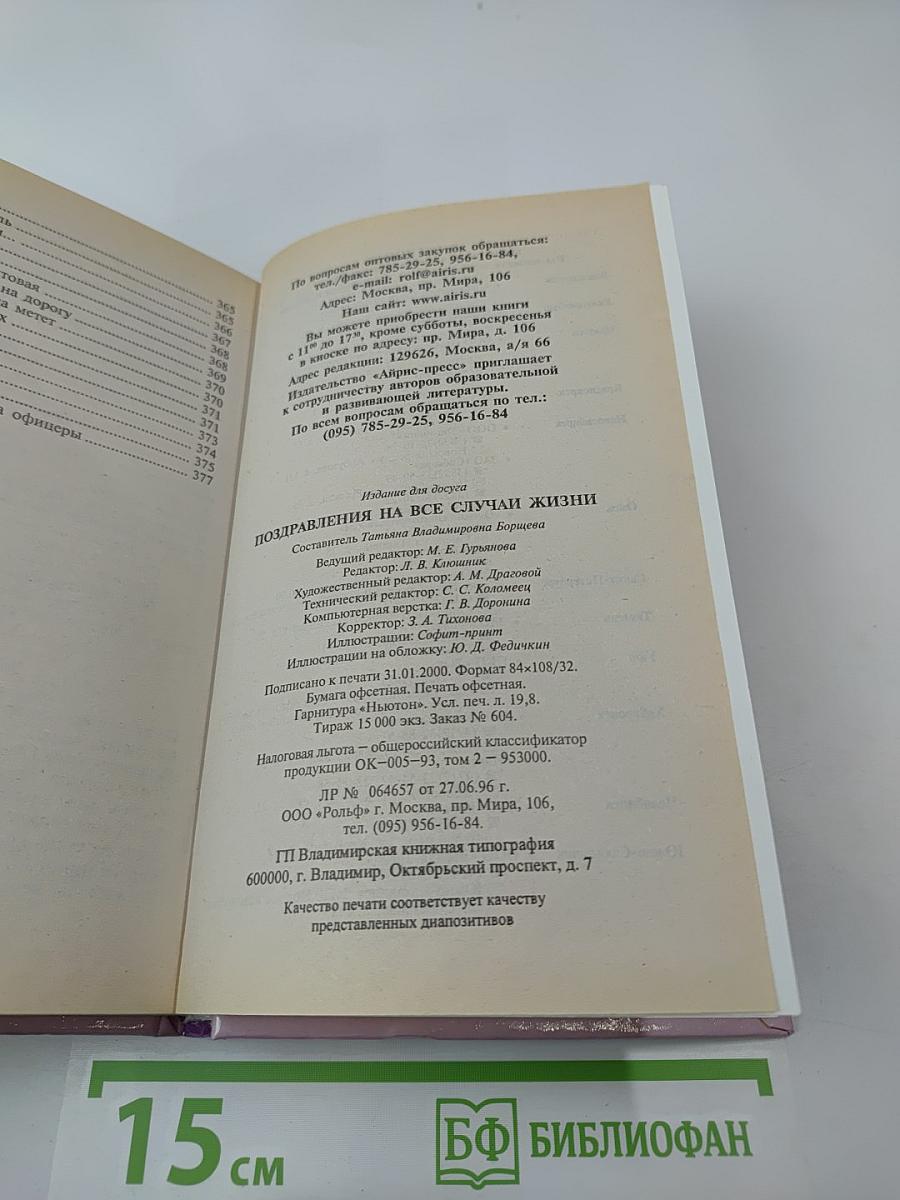 ль
и...
товая
на дорогу
а метет
х
а офицеры
365
365
366
367
368
368
369
370
370
371
371
373
374
375
377
По вопросам оптовых закупок обращаться:
тел./факс: 785-29-25, 956-16-84,
e-mail: rolf@airis.ru
Адрес: Москва, пр. Мира, 106
Наш сайт: www.airis.ru
Вы можете приобрести наши книги
с 11⁰⁰ до 17³⁰, кроме субботы, воскресенья
в киоске по адресу: пр. Мира, д. 106
Адрес редакции: 129626, Москва, а/я 66
Издательство «Айрис-пресс» приглашает
к сотрудничеству авторов образовательной
и развивающей литературы.
По всем вопросам обращаться по тел.:
(095) 785-29-25, 956-16-84
Издание для досуга
ПОЗДРАВЛЕНИЯ НА ВСЕ СЛУЧАИ ЖИЗНИ
Составитель Татьяна Владимировна Борщева
Ведущий редактор: М. Е. Гурьянова
Редактор: Л. В. Клюшник
Художественный редактор: А. М. Драговой
Технический редактор: С. С. Коломеец
Компьютерная верстка: Г. В. Доронина
Корректор: З. А. Тихонова
Иллюстрации: Софит-принт
Иллюстрации на обложку: Ю. Д. Федичкин
Подписано к печати 31.01.2000. Формат 84×108/32.
Бумага офсетная. Печать офсетная.
Гарнитура «Ньютон». Усл. печ. л. 19,8.
Тираж 15 000 экз. Заказ № 604.
Налоговая льгота – общероссийский классификатор
продукции ОК–005–93, том 2 – 953000.
ЛР № 064657 от 27.06.96 г.
ООО «Рольф» г. Москва, пр. Мира, 106,
тел. (095) 956-16-84.
ГП Владимирская книжная типография
600000, г. Владимир, Октябрьский проспект, д. 7
Качество печати соответствует качеству
представленных диапозитивов
15 см
БФ БИБЛИОФАН